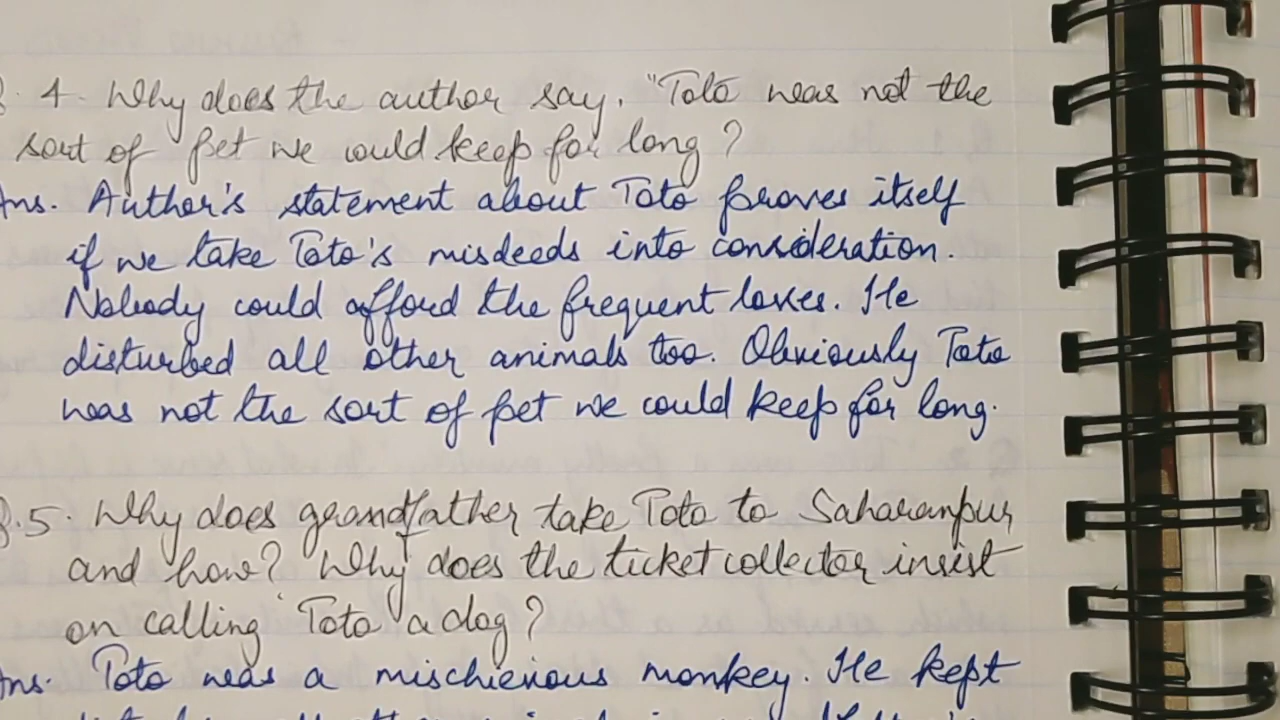 Q. 4. Why does the author say, "Toto was not the
sort of pet we could keep for long?
Ans. Author's statement about Toto proves itself
if we take Toto's misdeeds into consideration.
Nobody could afford the frequent loxes. He
disturbed all other animals too. Obviously Toto
was not the sort of pet we could keep for long.
Q.5. Why does grandfather take Toto to Saharanpur
and how? Why does the ticket collector insist
on calling Toto a dog?
Ans. Toto was a mischievous monkey. He kept